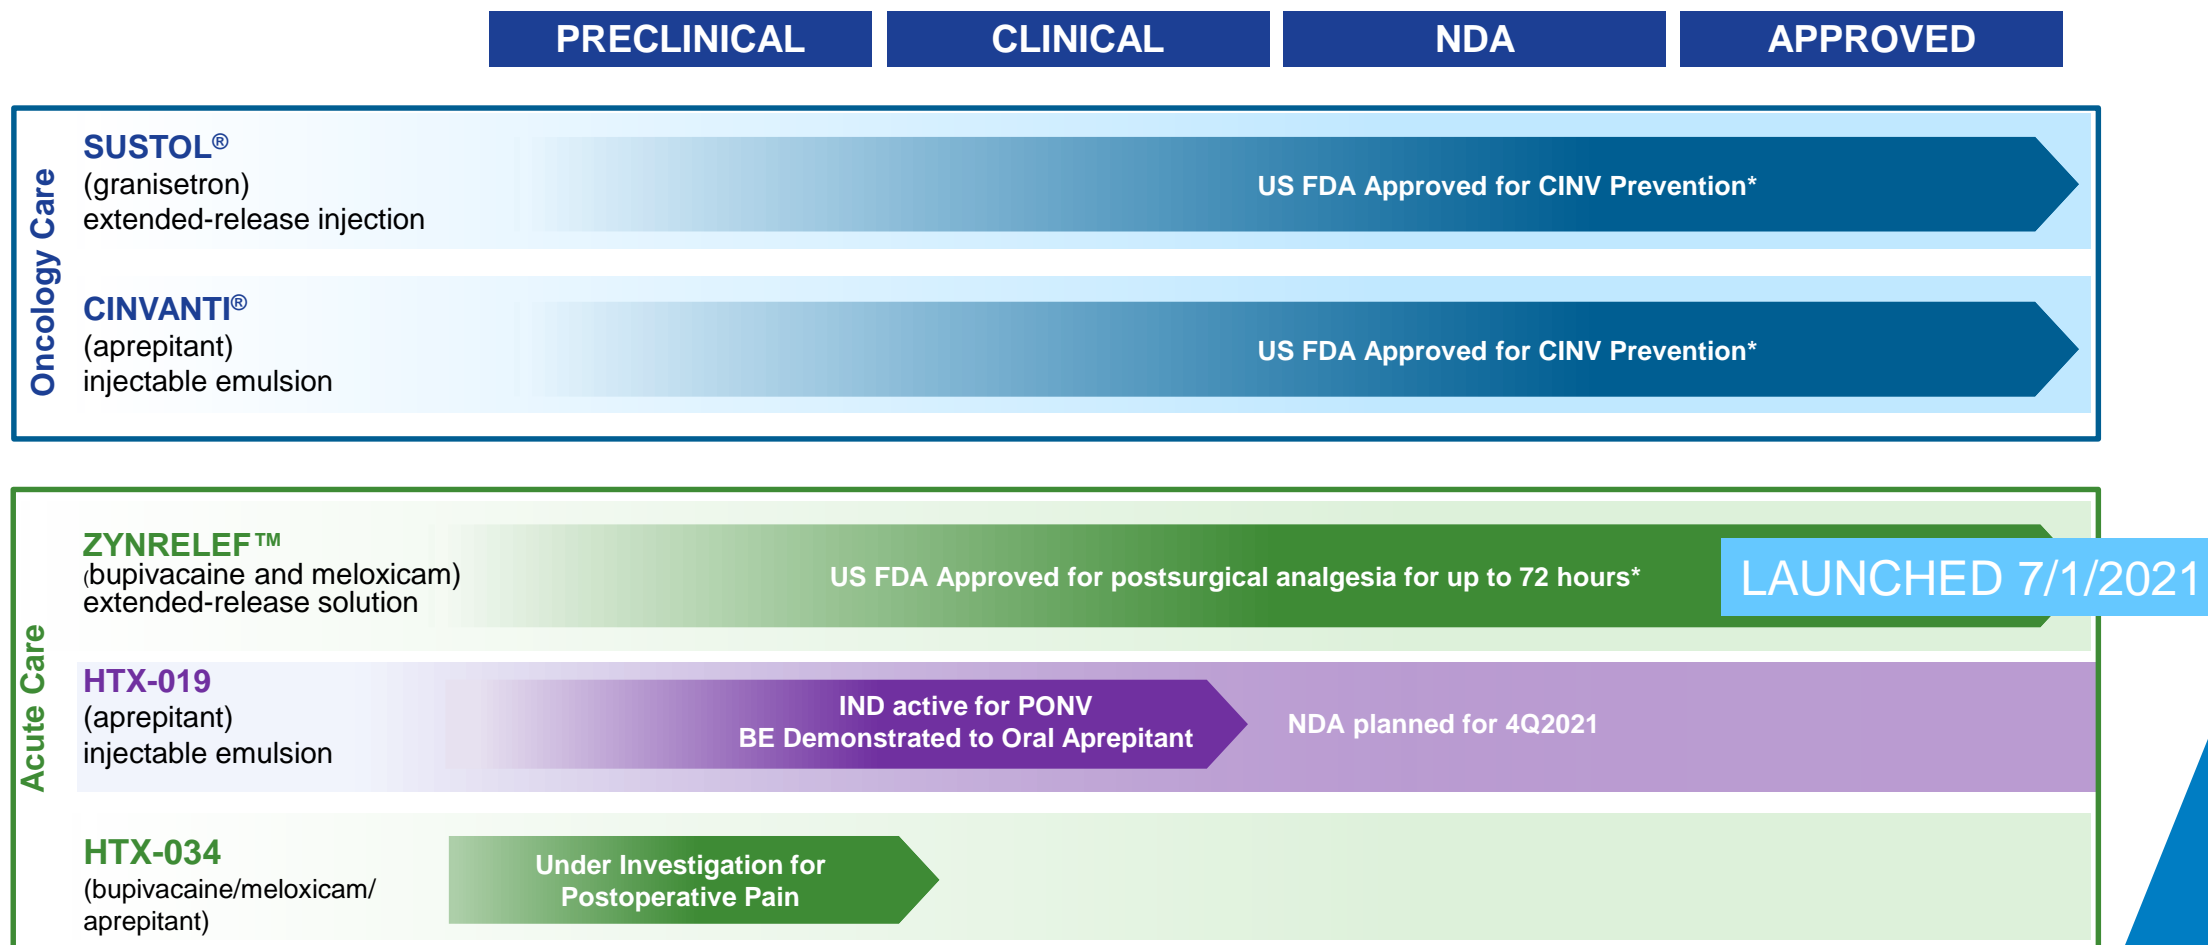 PRECLINICAL
CLINICAL
NDA
APPROVED
Oncology Care
SUSTOL®
(granisetron)
extended-release injection
US FDA Approved for CINV Prevention*
CINVANTI®
(aprepitant)
injectable emulsion
US FDA Approved for CINV Prevention*
Acute Care
ZYNRELEF™
(bupivacaine and meloxicam)
extended-release solution
US FDA Approved for postsurgical analgesia for up to 72 hours*
LAUNCHED 7/1/2021
HTX-019
(aprepitant)
injectable emulsion
IND active for PONV
BE Demonstrated to Oral Aprepitant
NDA planned for 4Q2021
HTX-034
(bupivacaine/meloxicam/
aprepitant)
Under Investigation for
Postoperative Pain